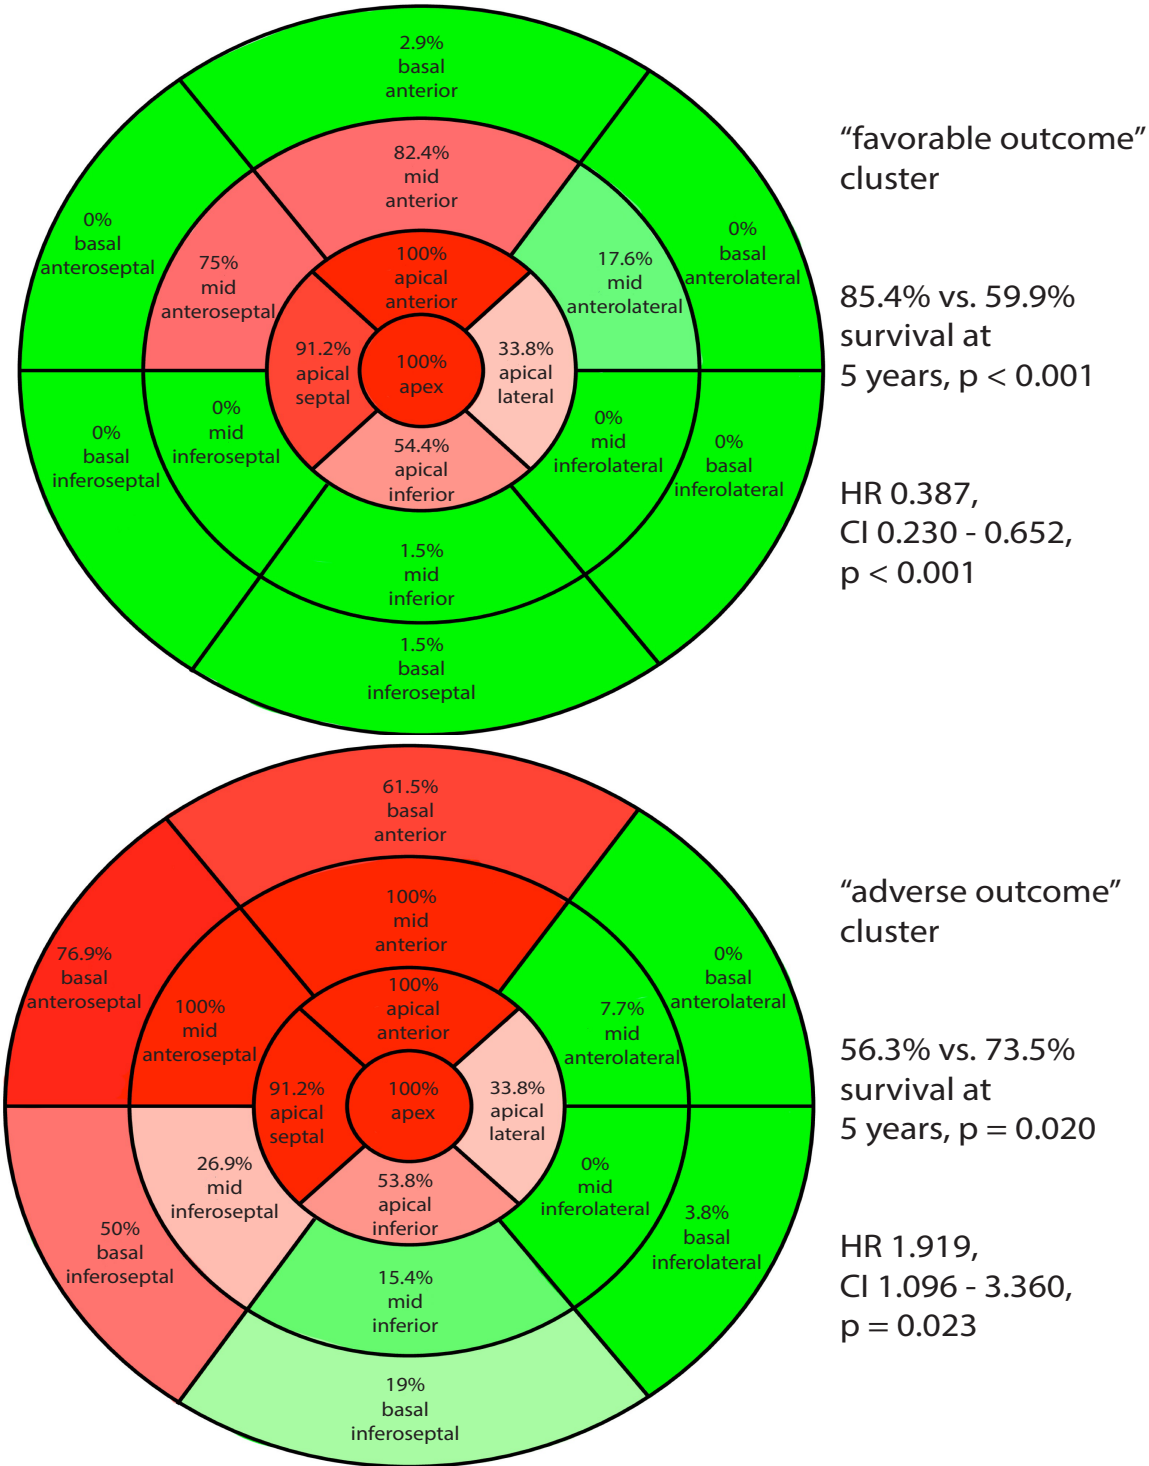 2.9%
basal
anterior
82.4%
mid
anterior
100%
apical
anterior
0%
basal
anteroseptal
75%
mid
anteroseptal
17.6%
mid
anterolateral
0%
basal
anterolateral
91.2%
apical
septal
100%
apex
33.8%
apical
lateral
0%
basal
inferoseptal
0%
mid
inferoseptal
54.4%
apical
inferior
0%
mid
inferolateral
0%
basal
inferolateral
1.5%
mid
inferior
1.5%
basal
inferoseptal
“favorable outcome”
cluster
85.4% vs. 59.9%
survival at
5 years, p < 0.001
HR 0.387,
CI 0.230 - 0.652,
p < 0.001
61.5%
basal
anterior
100%
mid
anterior
100%
apical
anterior
76.9%
basal
anteroseptal
100%
mid
anteroseptal
7.7%
mid
anterolateral
0%
basal
anterolateral
91.2%
apical
septal
100%
apex
33.8%
apical
lateral
50%
basal
inferoseptal
26.9%
mid
inferoseptal
53.8%
apical
inferior
0%
mid
inferolateral
3.8%
basal
inferolateral
15.4%
mid
inferior
19%
basal
inferoseptal
“adverse outcome”
cluster
56.3% vs. 73.5%
survival at
5 years, p = 0.020
HR 1.919,
CI 1.096 - 3.360,
p = 0.023